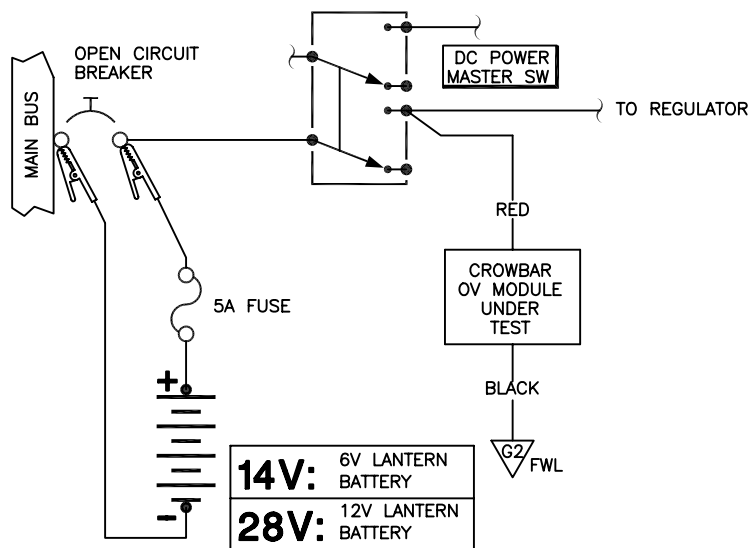 OPEN CIRCUIT
BREAKER
MAIN BUS
DC POWER
MASTER SW
TO REGULATOR
RED
CROWBAR
OV MODULE
UNDER
TEST
5A FUSE
BLACK
G2 FWL
+
-
14V: 6V LANTERN
BATTERY
28V: 12V LANTERN
BATTERY